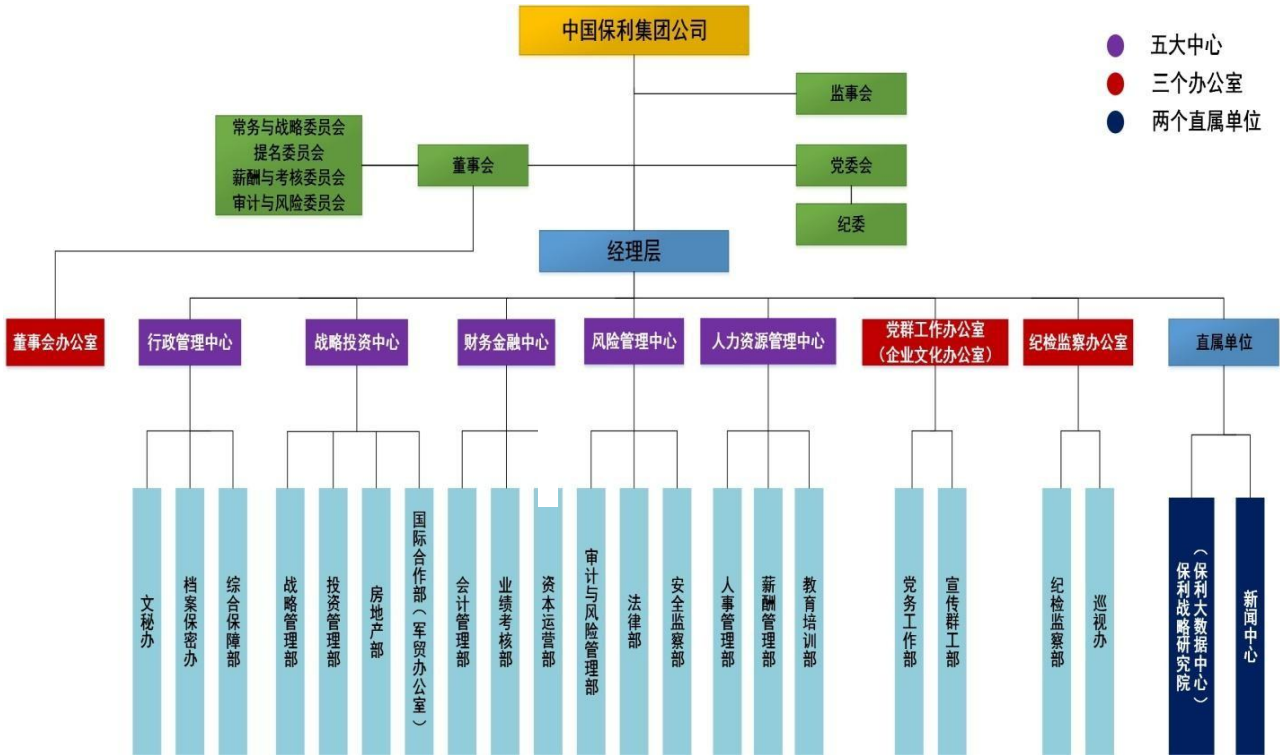 中国保利集团公司
五大中心
三个办公室
两个直属单位
监事会
常务与战略委员会
提名委员会
薪酬与考核委员会
审计与风险委员会
董事会
党委会
纪委
经理层
董事会办公室
行政管理中心
战略投资中心
财务金融中心
风险管理中心
人力资源管理中心
党群工作办公室
（企业文化办公室）
纪检监察办公室
直属单位
文秘办
档案保密办
综合保障部
战略管理部
投资管理部
房地产部
国际合作部（军贸办公室）
会计管理部
业绩考核部
资本运营部
审计与风险管理部
法律部
安全监察部
人事管理部
薪酬管理部
教育培训部
党务工作部
宣传群工部
纪检监察部
巡视办
保利战略研究院
（保利大数据中心）
新闻中心